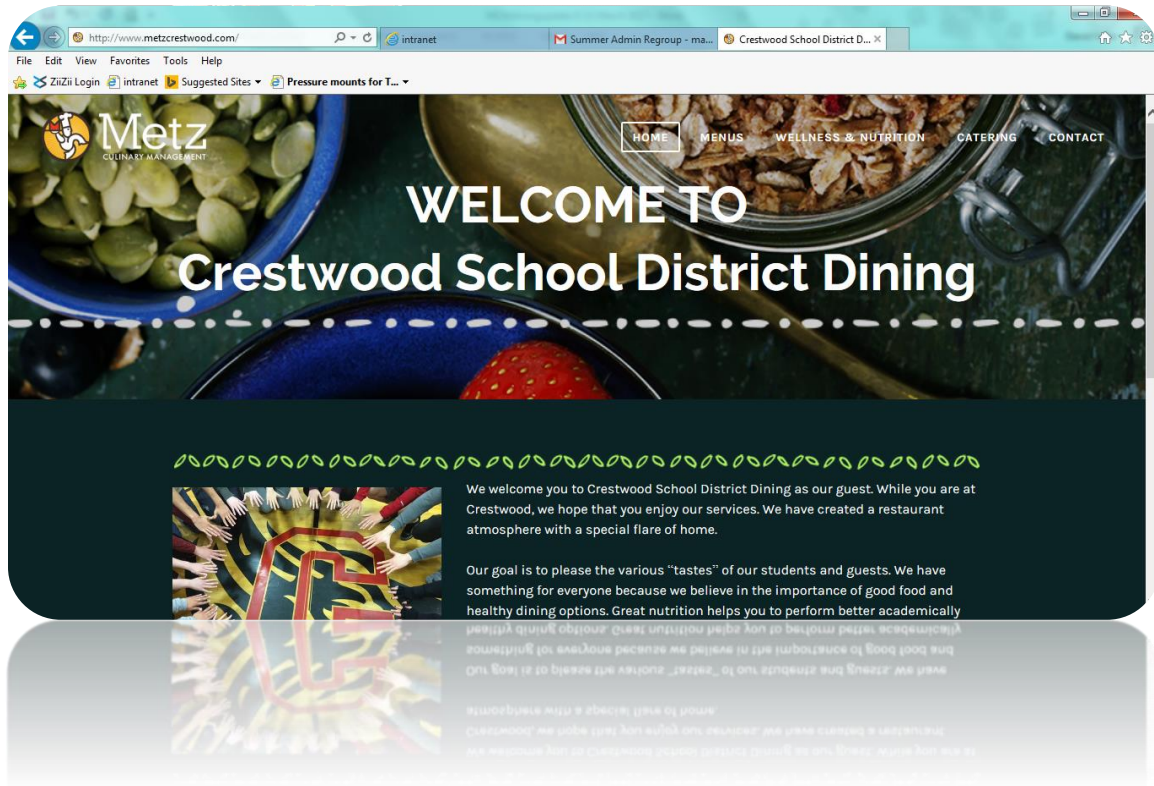 http://www.metzcrestwood.com/
intranet
Summer Admin Regroup - ma...
Crestwood School District D...
File Edit View Favorites Tools Help
ZiiZii Login intranet Suggested Sites Pressure mounts for T...
Metz
CULINARY MANAGEMENT
HOME MENUS WELLNESS & NUTRITION CATERING CONTACT
WELCOME TO
Crestwood School District Dining
We welcome you to Crestwood School District Dining as our guest. While you are at
Crestwood, we hope that you enjoy our services. We have created a restaurant
atmosphere with a special flare of home.
Our goal is to please the various “tastes” of our students and guests. We have
something for everyone because we believe in the importance of good food and
healthy dining options. Great nutrition helps you to perform better academically